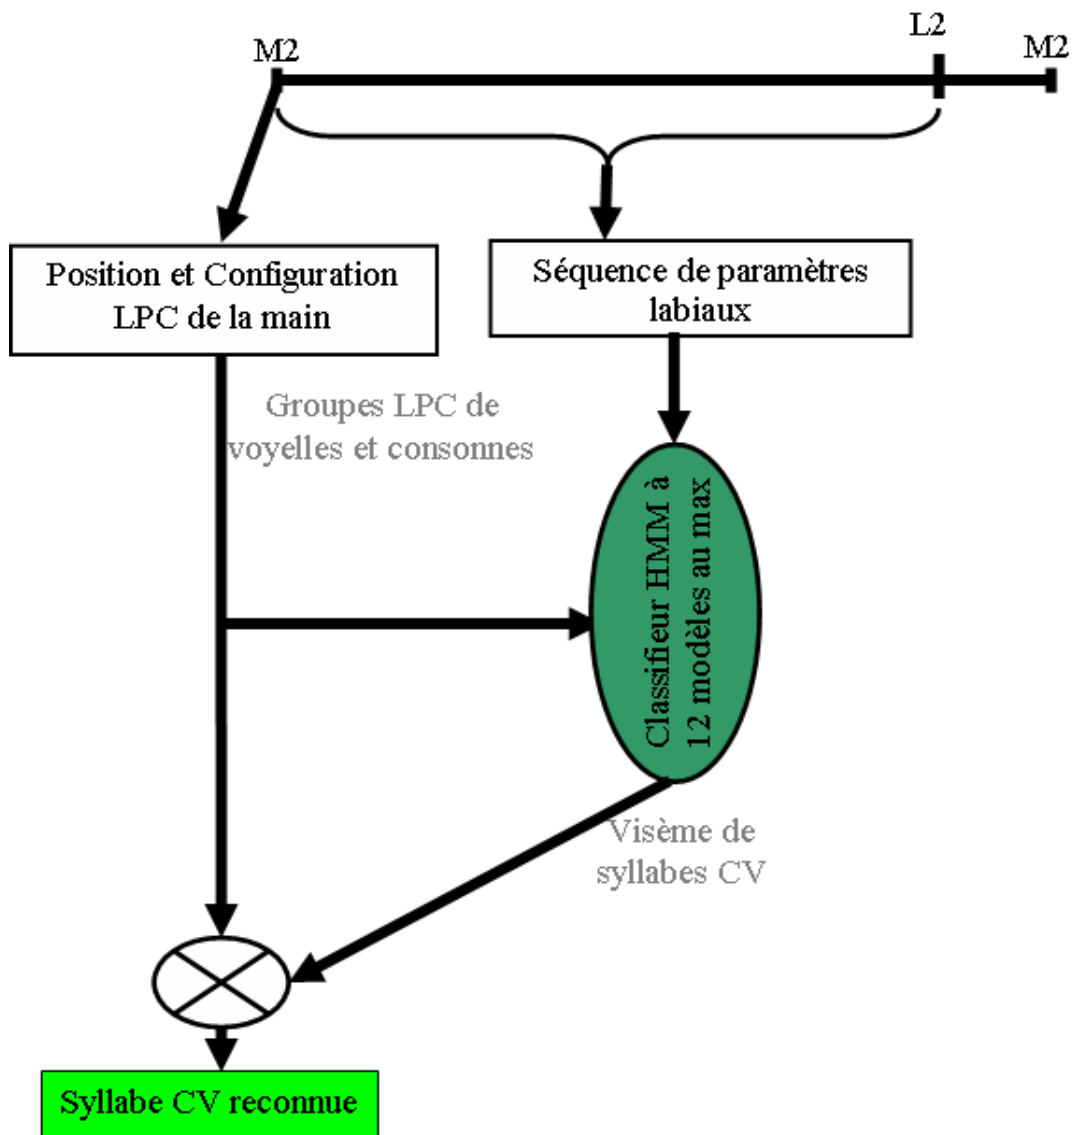 M2
L2
M2
Position et Configuration
LPC de la main
Séquence de paramètres
labiaux
Groupes LPC de
voyelles et consonnes
Classifieur HMM à
12 modèles au max
Visème de
syllabes CV
Syllabe CV reconnue